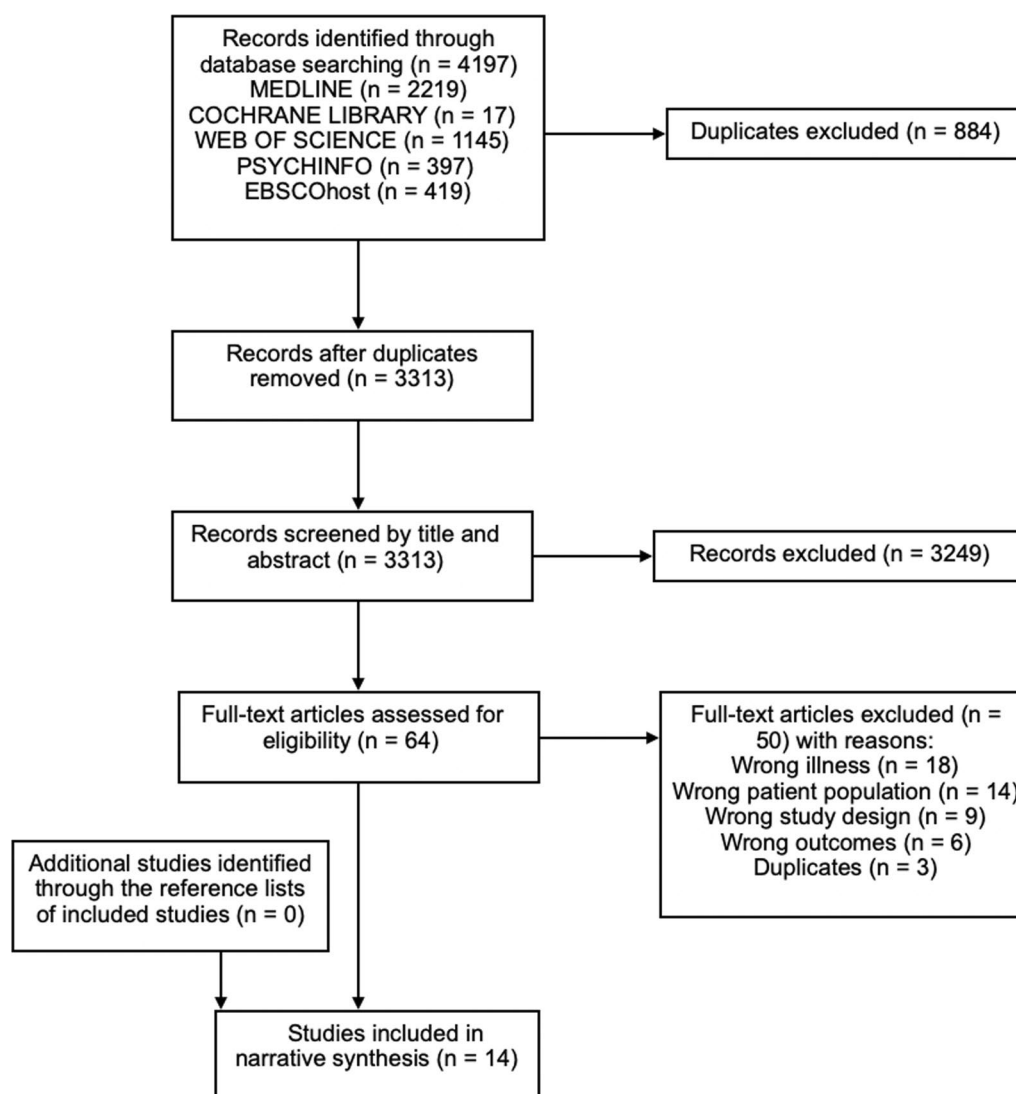 Records identified through
database searching (n = 4197)
MEDLINE (n = 2219)
COCHRANE LIBRARY (n = 17)
WEB OF SCIENCE (n = 1145)
PSYCHINFO (n = 397)
EBSCOhost (n = 419)
Duplicates excluded (n = 884)
Records after duplicates
removed (n = 3313)
Records screened by title and
abstract (n = 3313)
Records excluded (n = 3249)
Full-text articles assessed for
eligibility (n = 64)
Full-text articles excluded (n =
50) with reasons:
Wrong illness (n = 18)
Wrong patient population (n = 14)
Wrong study design (n = 9)
Wrong outcomes (n = 6)
Duplicates (n = 3)
Additional studies identified
through the reference lists
of included studies (n = 0)
Studies included in
narrative synthesis (n = 14)